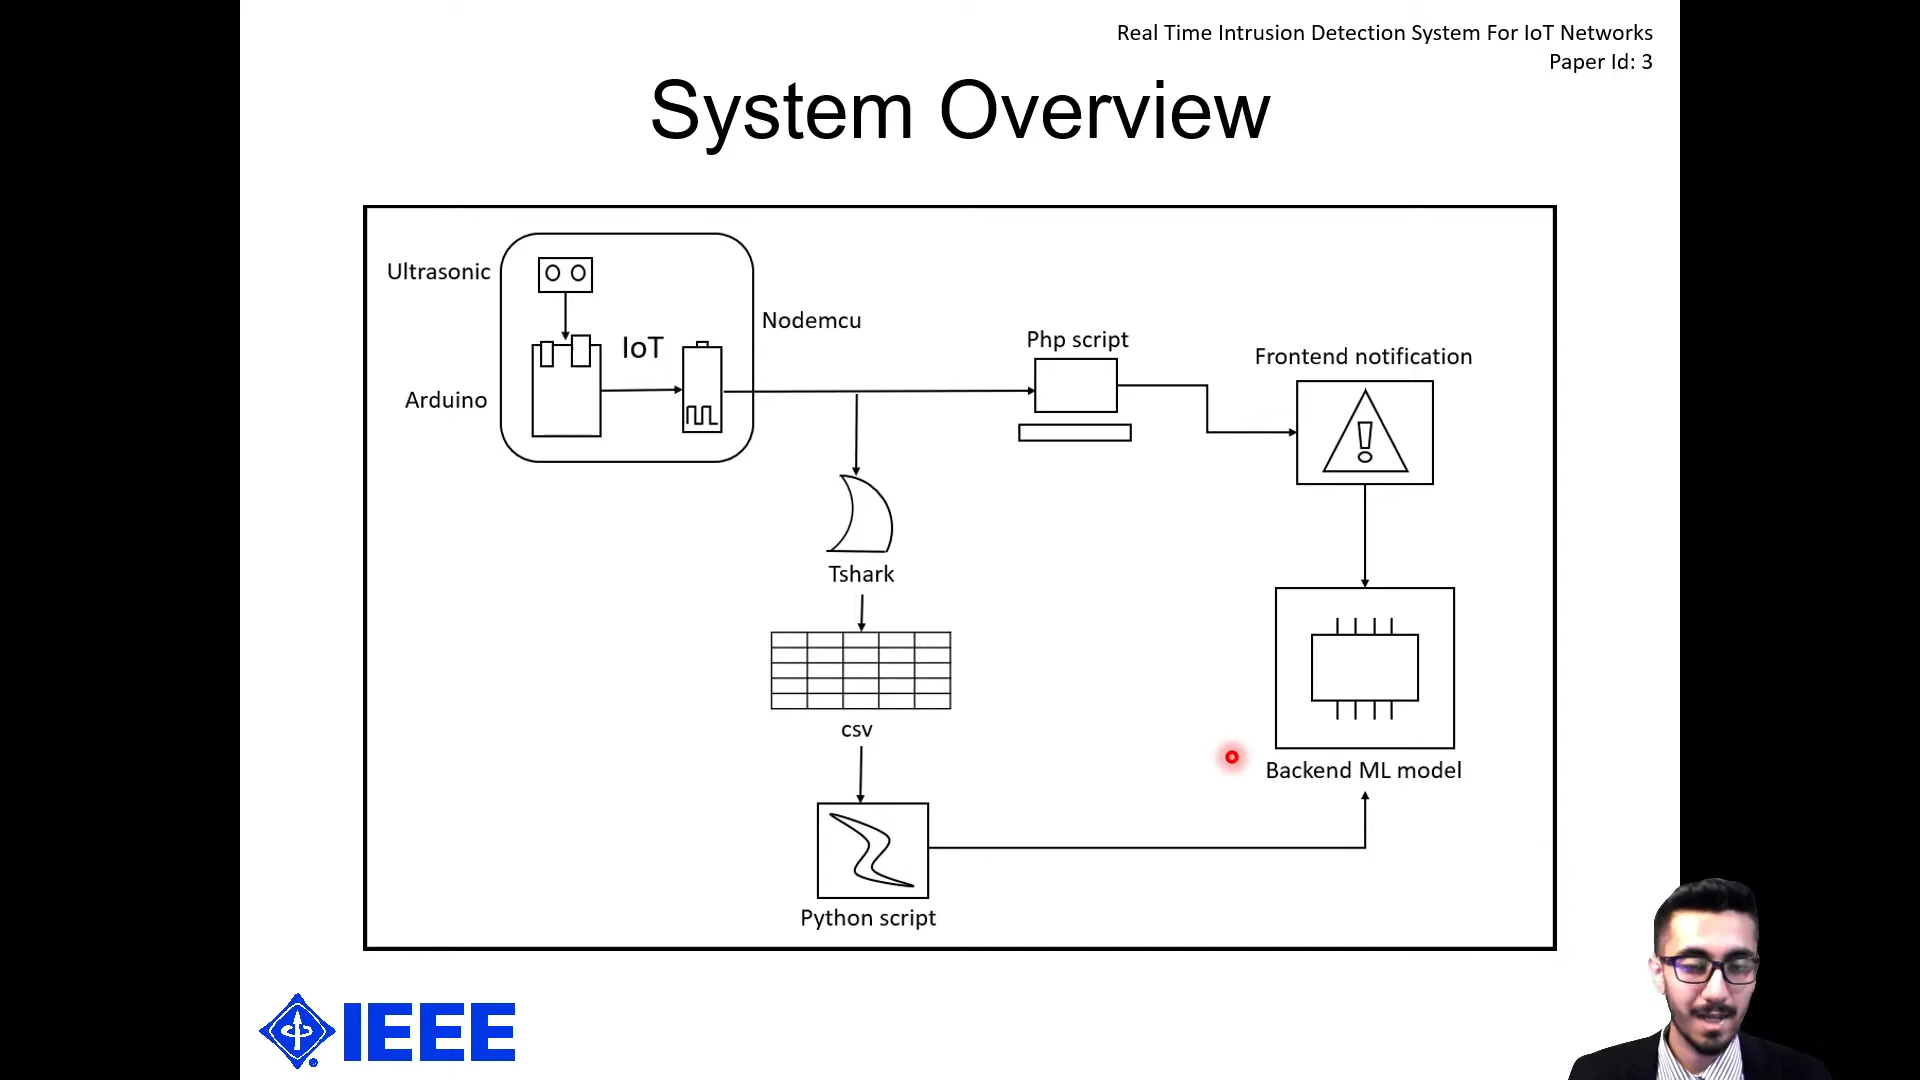 Real Time Intrusion Detection System For IoT Networks
Paper Id: 3
System Overview
Ultrasonic
IoT
Nodemcu
Arduino
Php script
Frontend notification
Tshark
csv
Backend ML model
Python script
IEEE